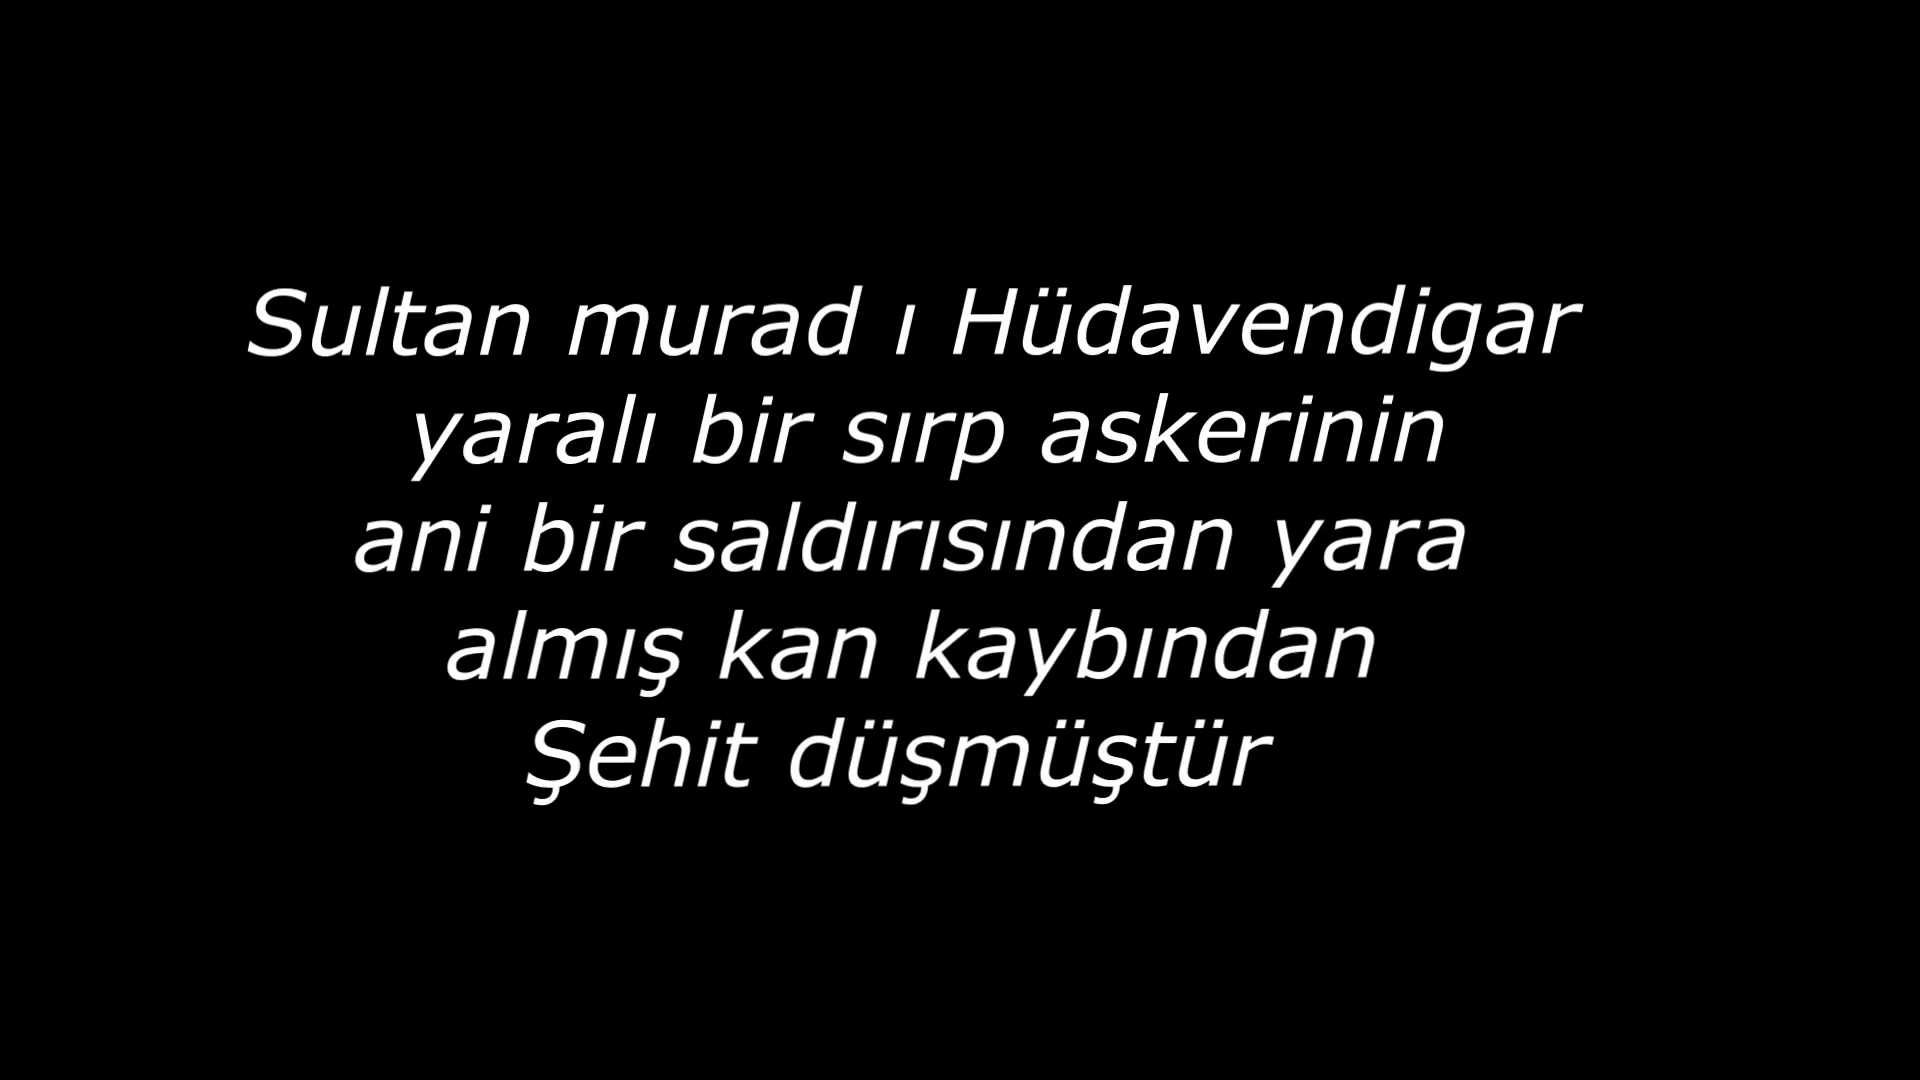 Sultan murad ı Hüdavendigar
yaralı bir sırp askerinin
ani bir saldırısından yara
almış kan kaybından
Şehit düşmüştür